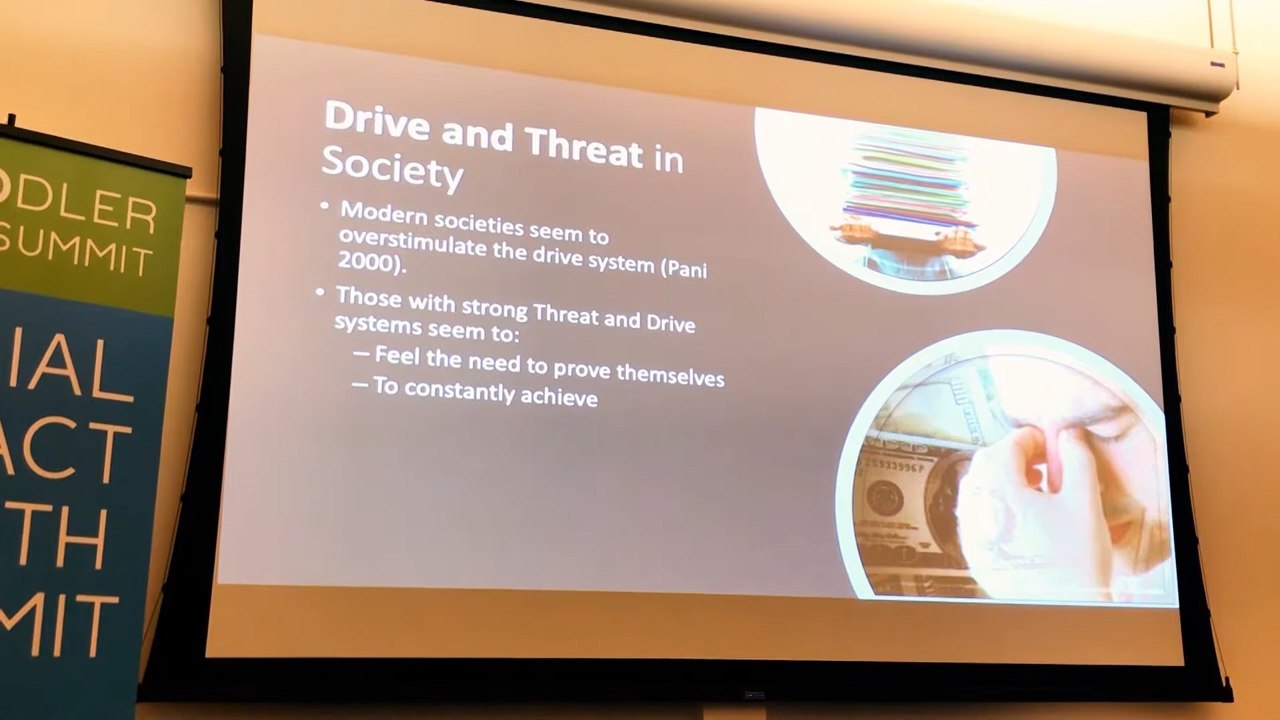 ODLER
SUMMIT
IAL
ACT
TH
MIT
Drive and Threat in
Society
• Modern societies seem to
overstimulate the drive system (Pani
2000).
• Those with strong Threat and Drive
systems seem to:
– Feel the need to prove themselves
– To constantly achieve